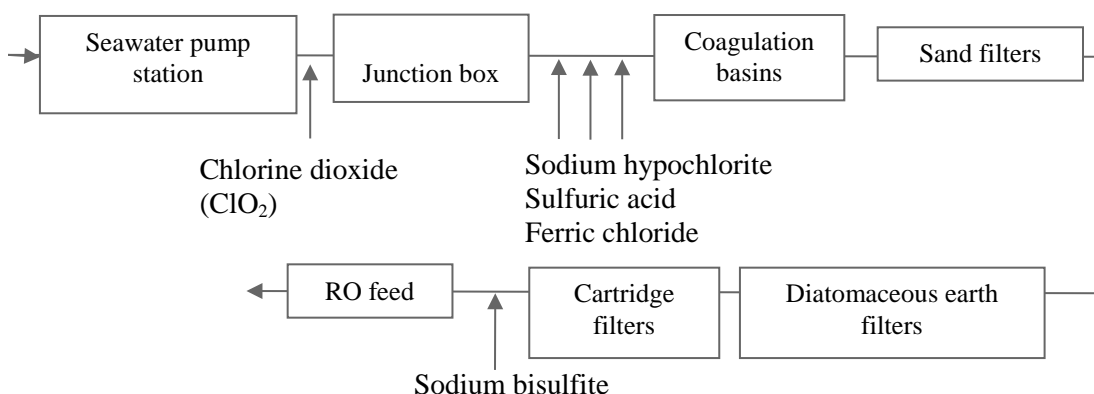 Seawater pump
station
Junction box
Coagulation
basins
Sand filters
Chlorine dioxide
(ClO₂)
Sodium hypochlorite
Sulfuric acid
Ferric chloride
RO feed
Cartridge
filters
Diatomaceous earth
filters
Sodium bisulfite